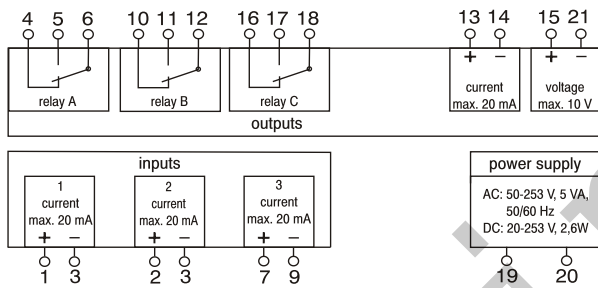 4 5 6 10 11 12 16 17 18 13 14 15 21
+ − + −
current voltage
relay A relay B relay C max. 20 mA max. 10 V
outputs
inputs power supply
1 2 3
current current current
max. 20 mA max. 20 mA max. 20 mA
AC: 50-253 V, 5 VA,
50/60 Hz
DC: 20-253 V, 2,6W
+ − + − + −
1 3 2 3 7 9 19 20